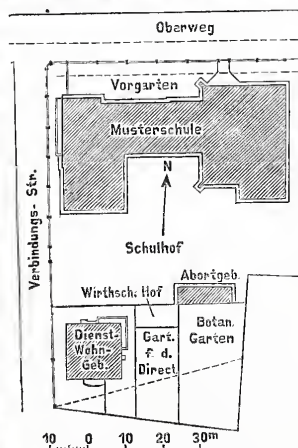 Oberweg
Vorgarten
Musterschule
N
Verbindungs-Str.
Schulhof
Abortgeb.
Wirthsch. Hof
Dienst-
Wohn-
Geb.
Gart.
f. d.
Direct.
Botan.
Garten
10 0 10 20 30m